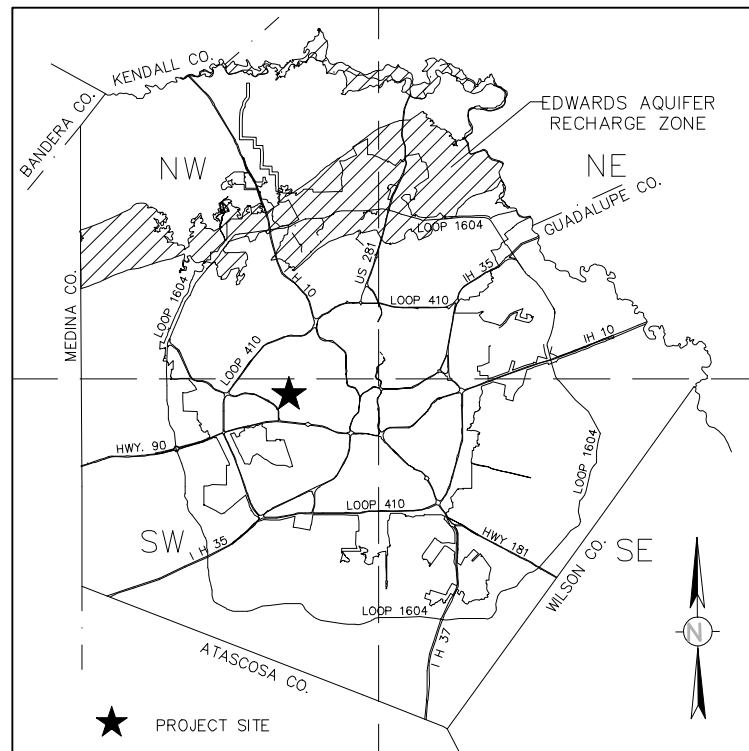 KENDALL CO.
BANDERA CO.
EDWARDS AQUIFER
RECHARGE ZONE
NW
NE
GUADALUPE CO.
LOOP 1604
US 281
IH 35
IH 10
LOOP 1604
MEDINA CO.
LOOP 410
IH 10
LOOP 410
HWY. 90
LOOP 1604
LOOP 410
SW
I H 35
HWY 181
SE
WILSON CO.
LOOP 1604
I H 37
ATASCOSA CO.
N
PROJECT SITE